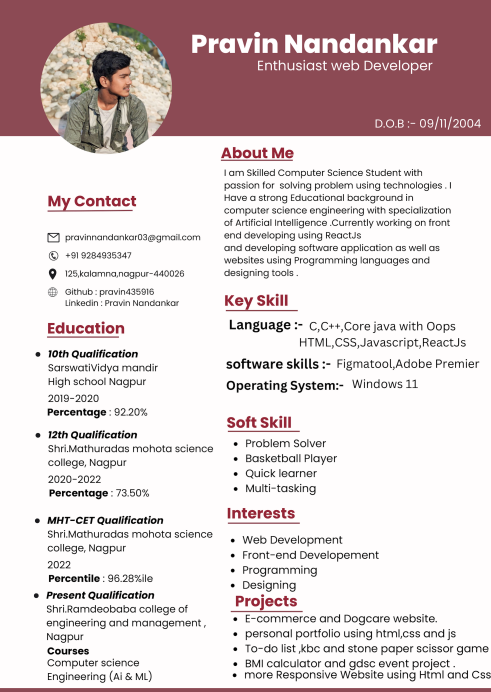 Pravin Nandankar
Enthusiast web Developer
D.O.B :- 09/11/2004
My Contact
pravinnandankar03@gmail.com
+91 9284935347
125,kalamna,nagpur-440026
Github : pravin435916
Linkedin : Pravin Nandankar
Education
• 10th Qualification
SarswatiVidya mandir
High school Nagpur
2019-2020
Percentage : 92.20%
• 12th Qualification
Shri.Mathuradas mohota science
college, Nagpur
2020-2022
Percentage : 73.50%
• MHT-CET Qualification
Shri.Mathuradas mohota science
college, Nagpur
2022
Percentile : 96.28%ile
• Present Qualification
Shri.Ramdeobaba college of
engineering and management ,
Nagpur
Courses
Computer science
Engineering (Ai & ML)
About Me
I am Skilled Computer Science Student with
passion for solving problem using technologies . I
Have a strong Educational background in
computer science engineering with specialization
of Artificial Intelligence .Currently working on front
end developing using ReactJs
and developing software application as well as
websites using Programming languages and
designing tools .
Key Skill
Language :- C,C++,Core java with Oops
HTML,CSS,Javascript,ReactJs
software skills :- Figmatool,Adobe Premier
Operating System:- Windows 11
Soft Skill
• Problem Solver
• Basketball Player
• Quick learner
• Multi-tasking
Interests
• Web Development
• Front-end Developement
• Programming
• Designing
Projects
• E-commerce and Dogcare website.
• personal portfolio using html,css and js
• To-do list ,kbc and stone paper scissor game
• BMI calculator and gdsc event project .
• more Responsive Website using Html and Css